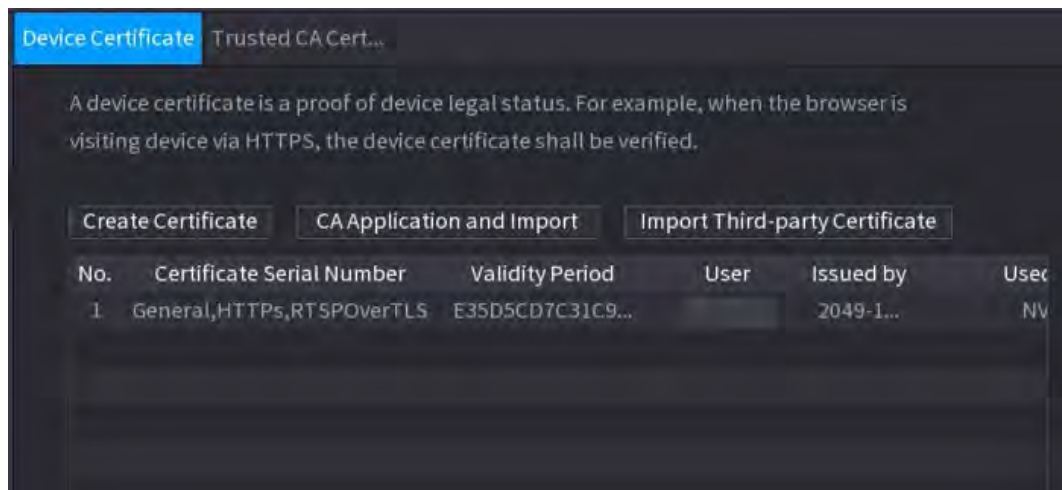 Device Certificate Trusted CA Cert...
A device certificate is a proof of device legal status. For example, when the browser is
visiting device via HTTPS, the device certificate shall be verified.
Create Certificate CA Application and Import Import Third-party Certificate
No. Certificate Serial Number Validity Period User Issued by Used
1 General,HTTPs,RTSPOverTLS E35D5CD7C31C9... 2049-1... NV